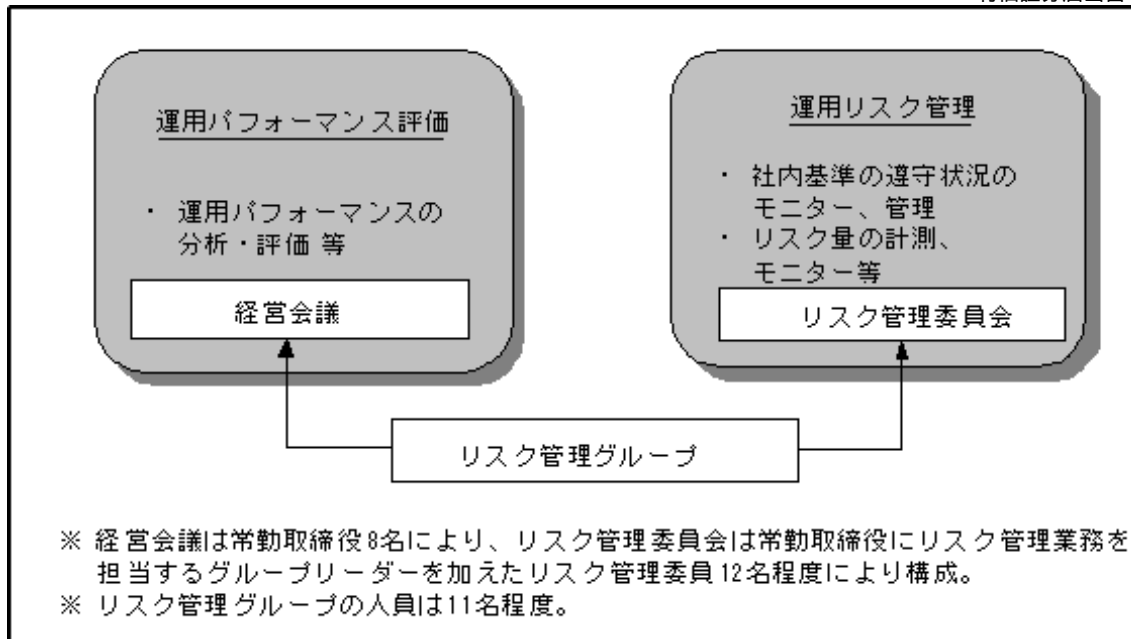 運用パフォーマンス評価
・ 運用パフォーマンスの
分析・評価 等
経営会議
運用リスク管理
・ 社内基準の遵守状況の
モニター、管理
・ リスク量の計測、
モニター等
リスク管理委員会
リスク管理グループ
※ 経営会議は常勤取締役8名により、リスク管理委員会は常勤取締役にリスク管理業務を
担当するグループリーダーを加えたリスク管理委員12名程度により構成。
※ リスク管理グループの人員は11名程度。